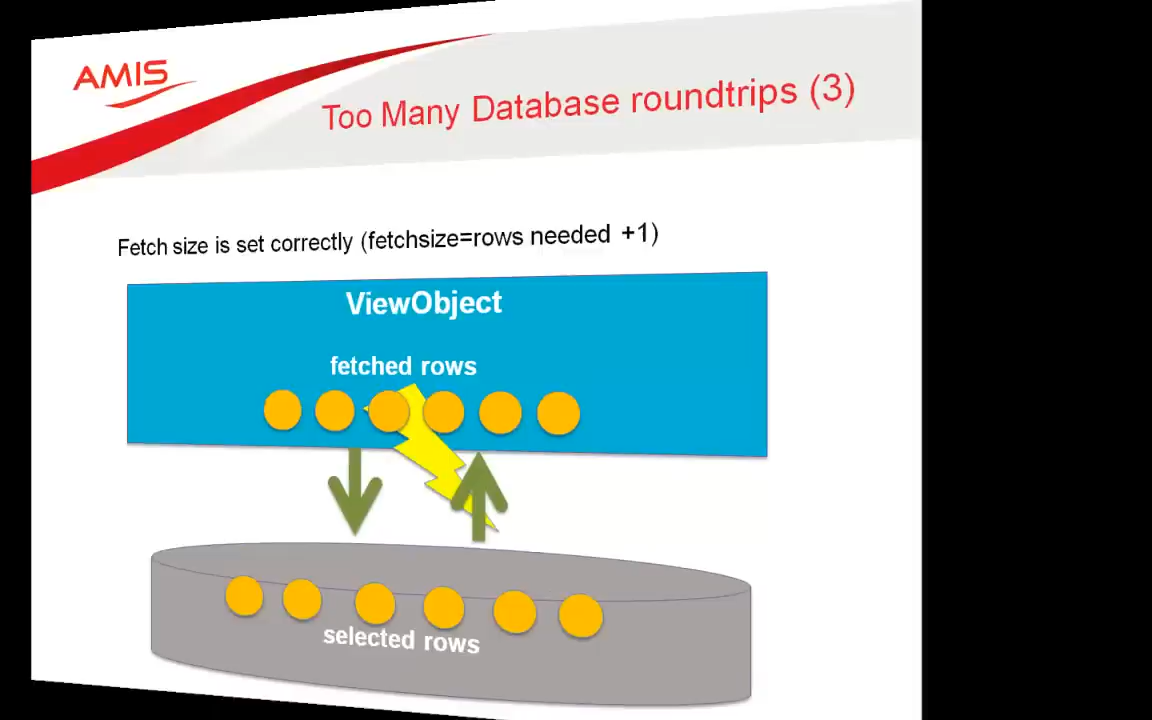 AMIS
Too Many Database roundtrips (3)
Fetch size is set correctly (fetchsize=rows needed +1)
ViewObject
fetched rows
selected rows